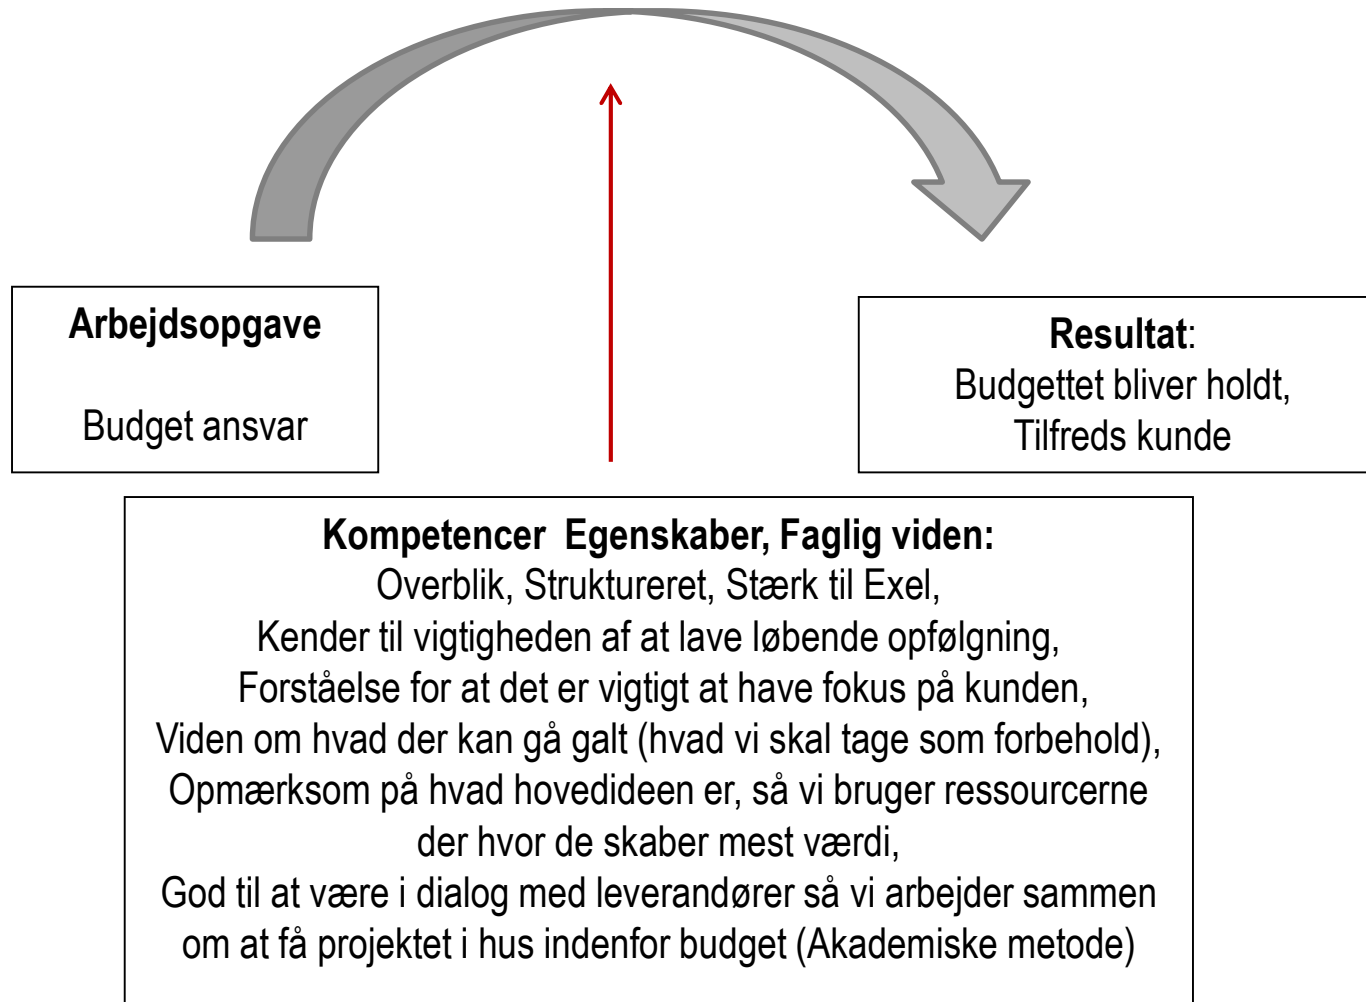 Arbejdsopgave
Budget ansvar
Resultat:
Budgettet bliver holdt,
Tilfreds kunde
Kompetencer  Egenskaber, Faglig viden:
Overblik, Struktureret, Stærk til Exel,
Kender til vigtigheden af at lave løbende opfølgning,
Forståelse for at det er vigtigt at have fokus på kunden,
Viden om hvad der kan gå galt (hvad vi skal tage som forbehold),
Opmærksom på hvad hovedideen er, så vi bruger ressourcerne
der hvor de skaber mest værdi,
God til at være i dialog med leverandører så vi arbejder sammen
om at få projektet i hus indenfor budget (Akademiske metode)